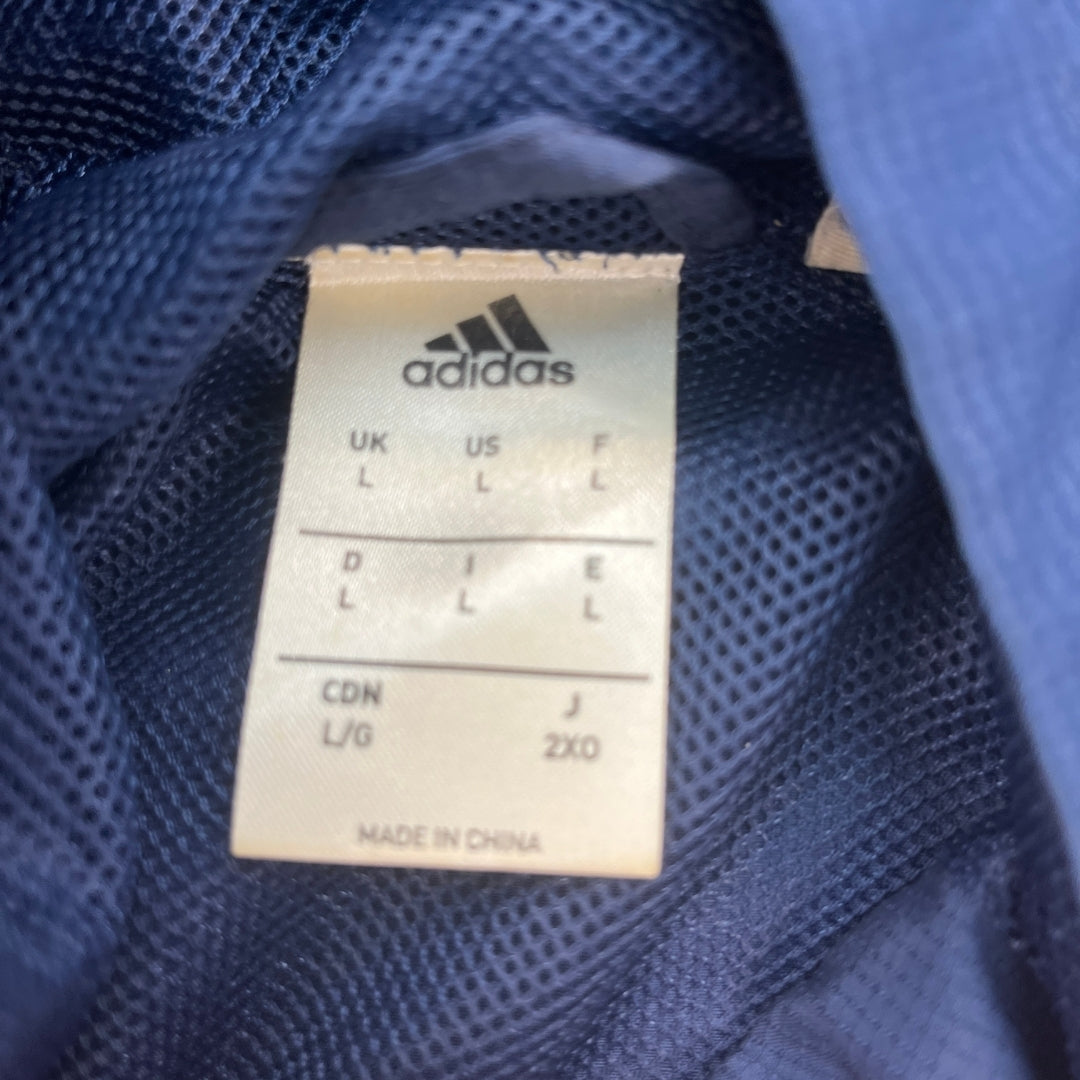 adidas
UK US F
L L L
D I E
L L L
CDN J
L/G 2XO
MADE IN CHINA